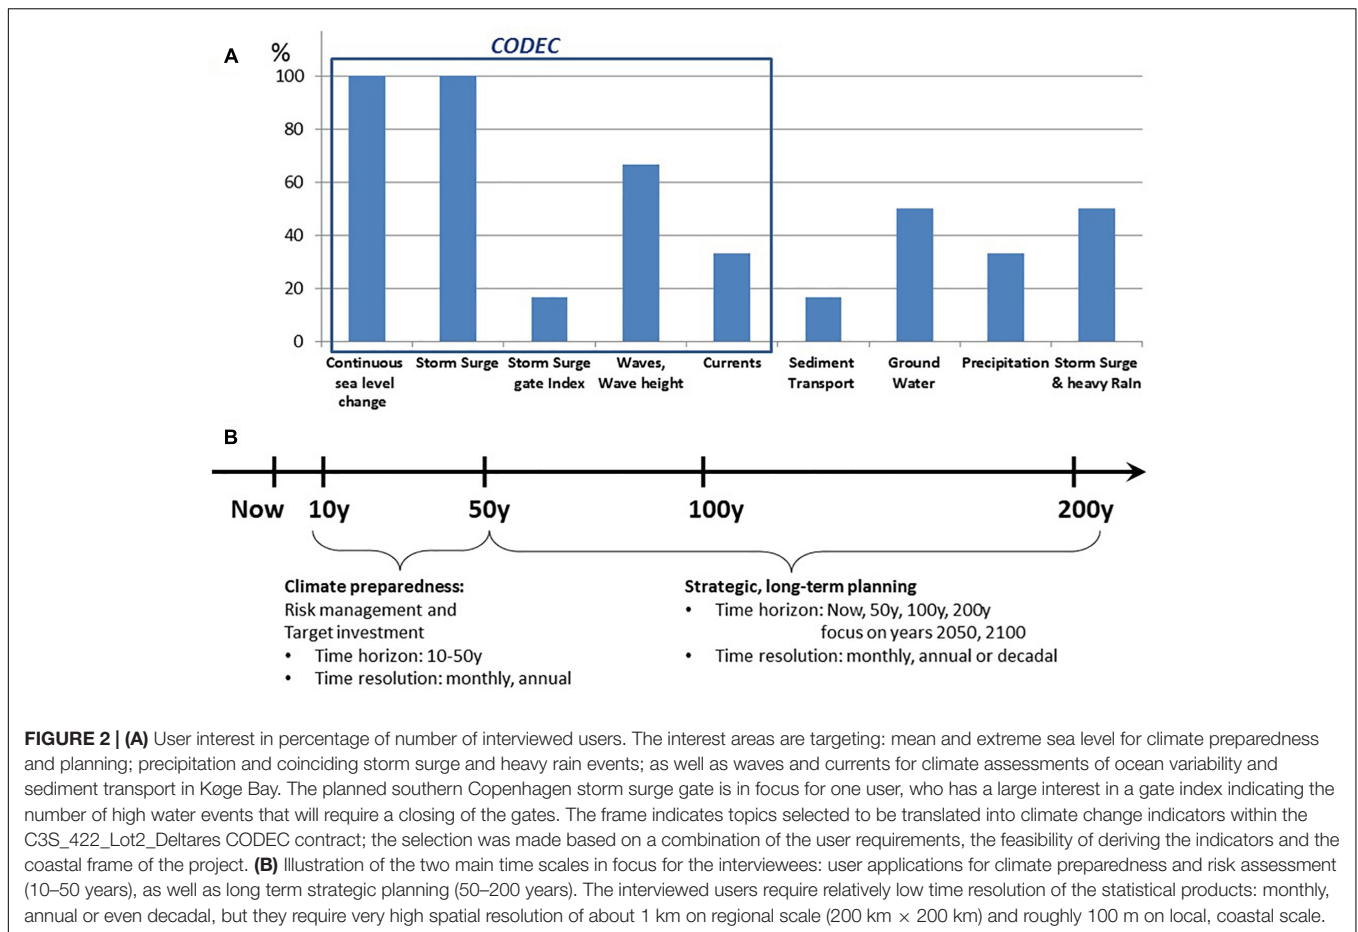 A
%
CODEC
100
80
60
40
20
0
Continuous
sea level
change
Storm Surge
Storm Surge
gate Index
Waves,
Wave height
Currents
Sediment
Transport
Ground
Water
Precipitation
Storm Surge
& heavy RaIn
B
Now 10y 50y 100y 200y
Climate preparedness:
Risk management and
Target investment
• Time horizon: 10-50y
• Time resolution: monthly, annual
Strategic, long-term planning
• Time horizon: Now, 50y, 100y, 200y
focus on years 2050, 2100
• Time resolution: monthly, annual or decadal
FIGURE 2 | (A) User interest in percentage of number of interviewed users. The interest areas are targeting: mean and extreme sea level for climate preparedness
and planning; precipitation and coinciding storm surge and heavy rain events; as well as waves and currents for climate assessments of ocean variability and
sediment transport in Køge Bay. The planned southern Copenhagen storm surge gate is in focus for one user, who has a large interest in a gate index indicating the
number of high water events that will require a closing of the gates. The frame indicates topics selected to be translated into climate change indicators within the
C3S_422_Lot2_Deltares CODEC contract; the selection was made based on a combination of the user requirements, the feasibility of deriving the indicators and the
coastal frame of the project. (B) Illustration of the two main time scales in focus for the interviewees: user applications for climate preparedness and risk assessment
(10–50 years), as well as long term strategic planning (50–200 years). The interviewed users require relatively low time resolution of the statistical products: monthly,
annual or even decadal, but they require very high spatial resolution of about 1 km on regional scale (200 km × 200 km) and roughly 100 m on local, coastal scale.